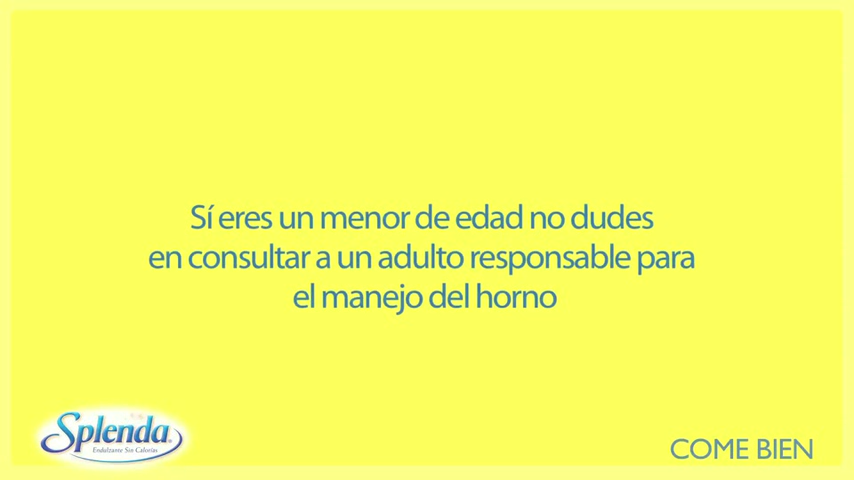 Sí eres un menor de edad no dudes
en consultar a un adulto responsable para
el manejo del horno
Splenda®
Endulzante Sin Calorías
COME BIEN